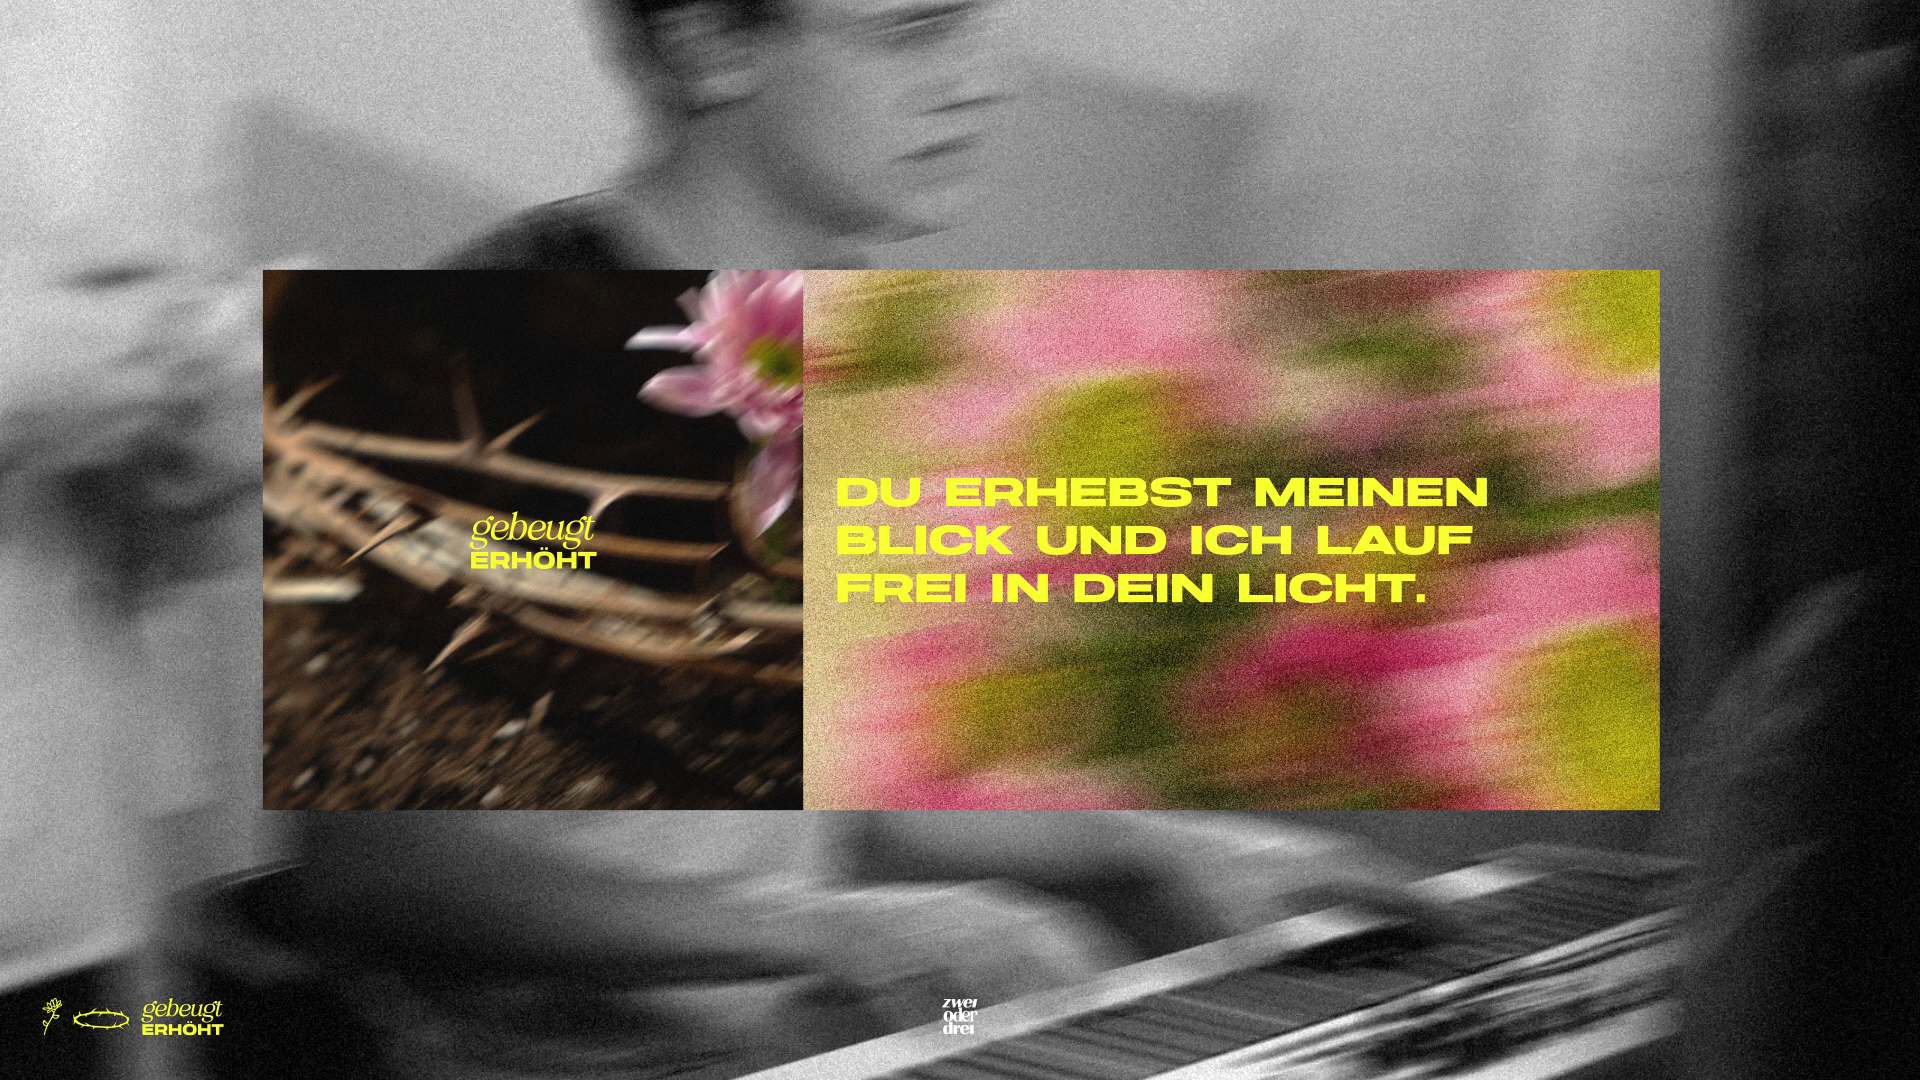 gebeugt
ERHÖHT
DU ERHEBST MEINEN
BLICK UND ICH LAUF
FREI IN DEIN LICHT.
gebeugt
ERHÖHT
zwei
oder
drei